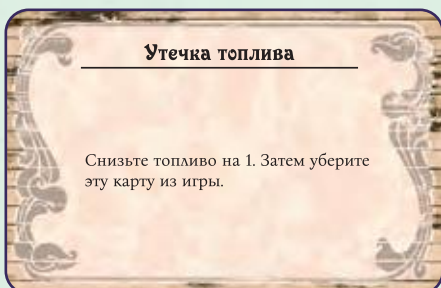 Утечка топлива
Снизьте топливо на 1. Затем уберите
эту карту из игры.